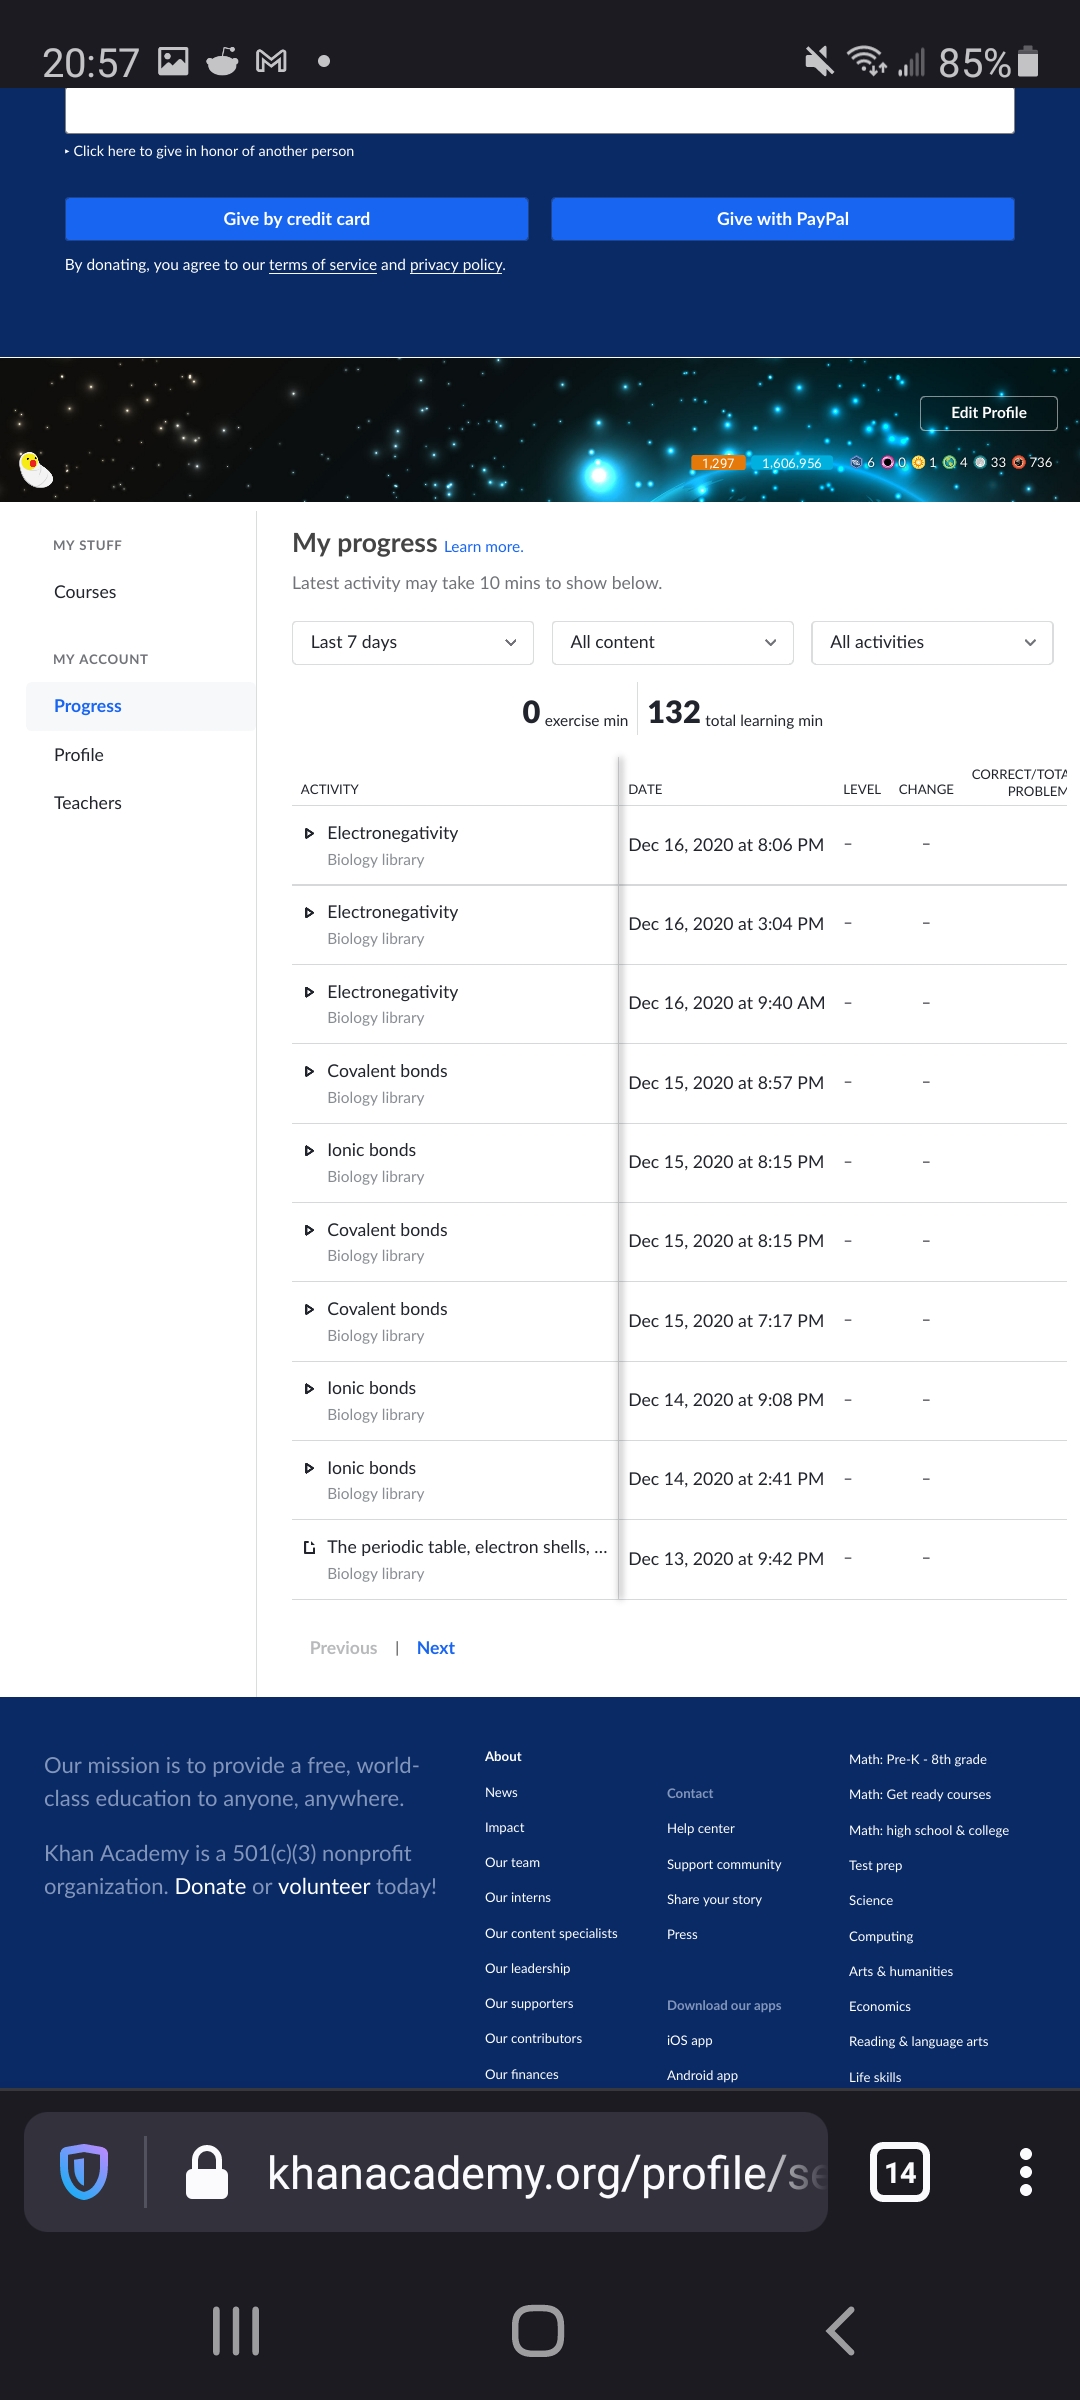 20:57
85%
Click here to give in honor of another person
Give by credit card
Give with PayPal
By donating, you agree to our terms of service and privacy policy.
Edit Profile
1,297 1,606,956 6 0 1 4 33 736
MY STUFF
Courses
MY ACCOUNT
Progress
Profile
Teachers
My progress Learn more.
Latest activity may take 10 mins to show below.
Last 7 days
All content
All activities
0 exercise min
132 total learning min
ACTIVITY DATE LEVEL CHANGE CORRECT/TOTA
PROBLEM
Electronegativity
Biology library
Dec 16, 2020 at 8:06 PM – –
Electronegativity
Biology library
Dec 16, 2020 at 3:04 PM – –
Electronegativity
Biology library
Dec 16, 2020 at 9:40 AM – –
Covalent bonds
Biology library
Dec 15, 2020 at 8:57 PM – –
Ionic bonds
Biology library
Dec 15, 2020 at 8:15 PM – –
Covalent bonds
Biology library
Dec 15, 2020 at 8:15 PM – –
Covalent bonds
Biology library
Dec 15, 2020 at 7:17 PM – –
Ionic bonds
Biology library
Dec 14, 2020 at 9:08 PM – –
Ionic bonds
Biology library
Dec 14, 2020 at 2:41 PM – –
The periodic table, electron shells, ...
Biology library
Dec 13, 2020 at 9:42 PM – –
Previous | Next
Our mission is to provide a free, world-
class education to anyone, anywhere.
Khan Academy is a 501(c)(3) nonprofit
organization. Donate or volunteer today!
About
News
Impact
Our team
Our interns
Our content specialists
Our leadership
Our supporters
Our contributors
Our finances
Contact
Help center
Support community
Share your story
Press
Download our apps
iOS app
Android app
Math: Pre-K - 8th grade
Math: Get ready courses
Math: high school & college
Test prep
Science
Computing
Arts & humanities
Economics
Reading & language arts
Life skills
khanacademy.org/profile/se
14